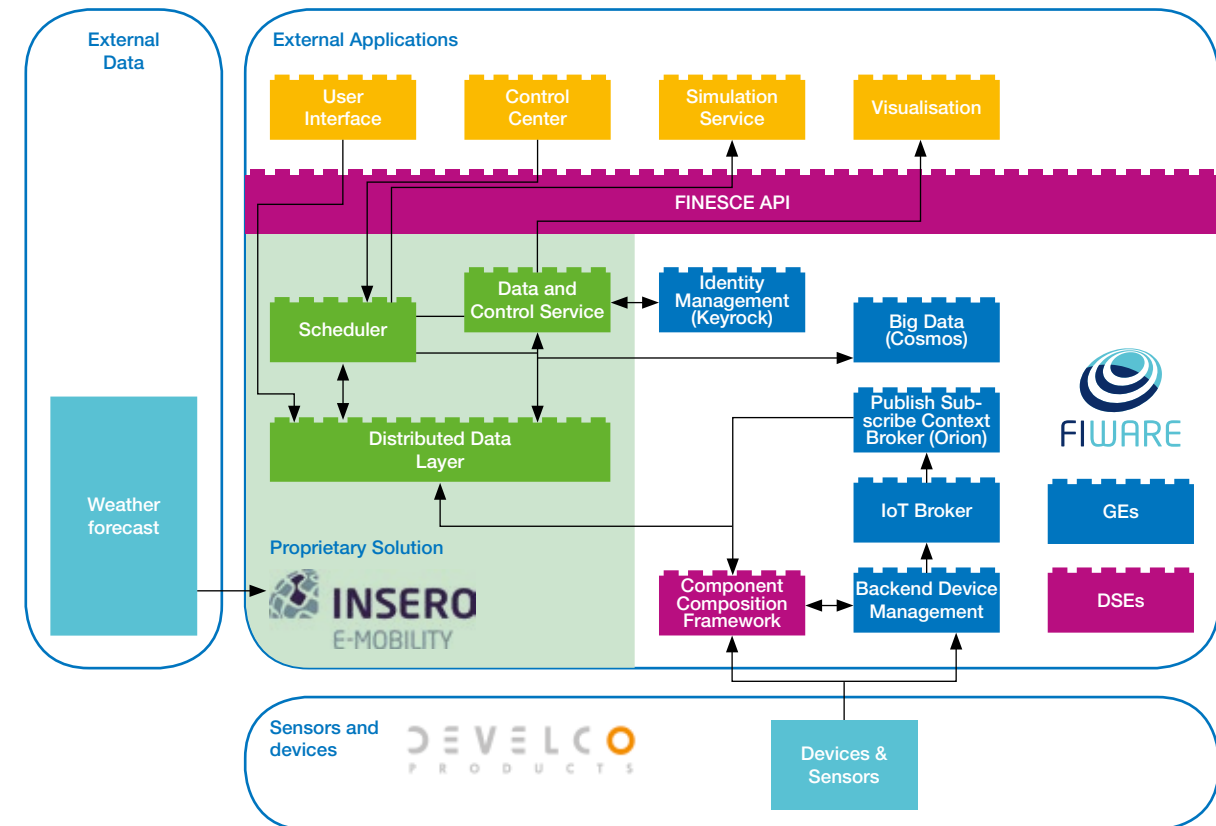 External
Data
External Applications
User
Interface
Control
Center
Simulation
Service
Visualisation
FINESCE API
Scheduler
Data and
Control Service
Identity
Management
(Keyrock)
Big Data
(Cosmos)
Distributed Data
Layer
Publish Sub-
scribe Context
Broker (Orion)
FIWARE
Weather
forecast
IoT Broker
GEs
Proprietary Solution
INSERO
E-MOBILITY
Component
Composition
Framework
Backend Device
Management
DSEs
Sensors and
devices
DEVELCO
PRODUCTS
Devices &
Sensors